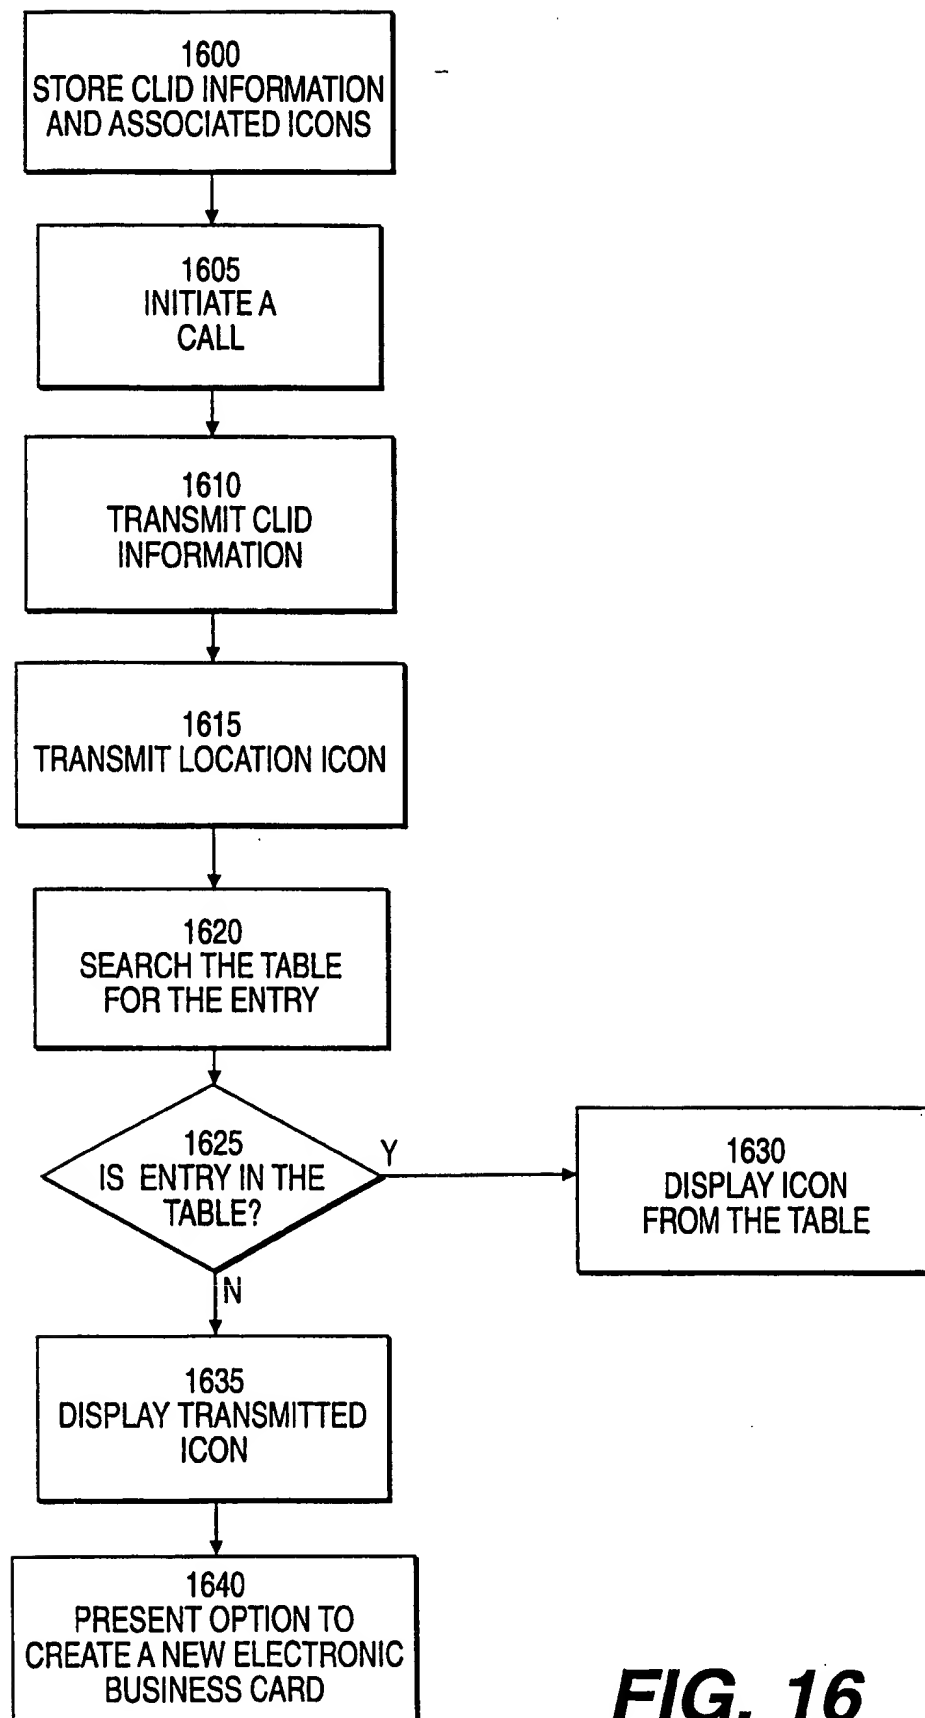 1600
STORE CLID INFORMATION
AND ASSOCIATED ICONS
1605
INITIATE A
CALL
1610
TRANSMIT CLID
INFORMATION
1615
TRANSMIT LOCATION ICON
1620
SEARCH THE TABLE
FOR THE ENTRY
1625
IS ENTRY IN THE
TABLE?
Y
1630
DISPLAY ICON
FROM THE TABLE
N
1635
DISPLAY TRANSMITTED
ICON
1640
PRESENT OPTION TO
CREATE A NEW ELECTRONIC
BUSINESS CARD
FIG. 16